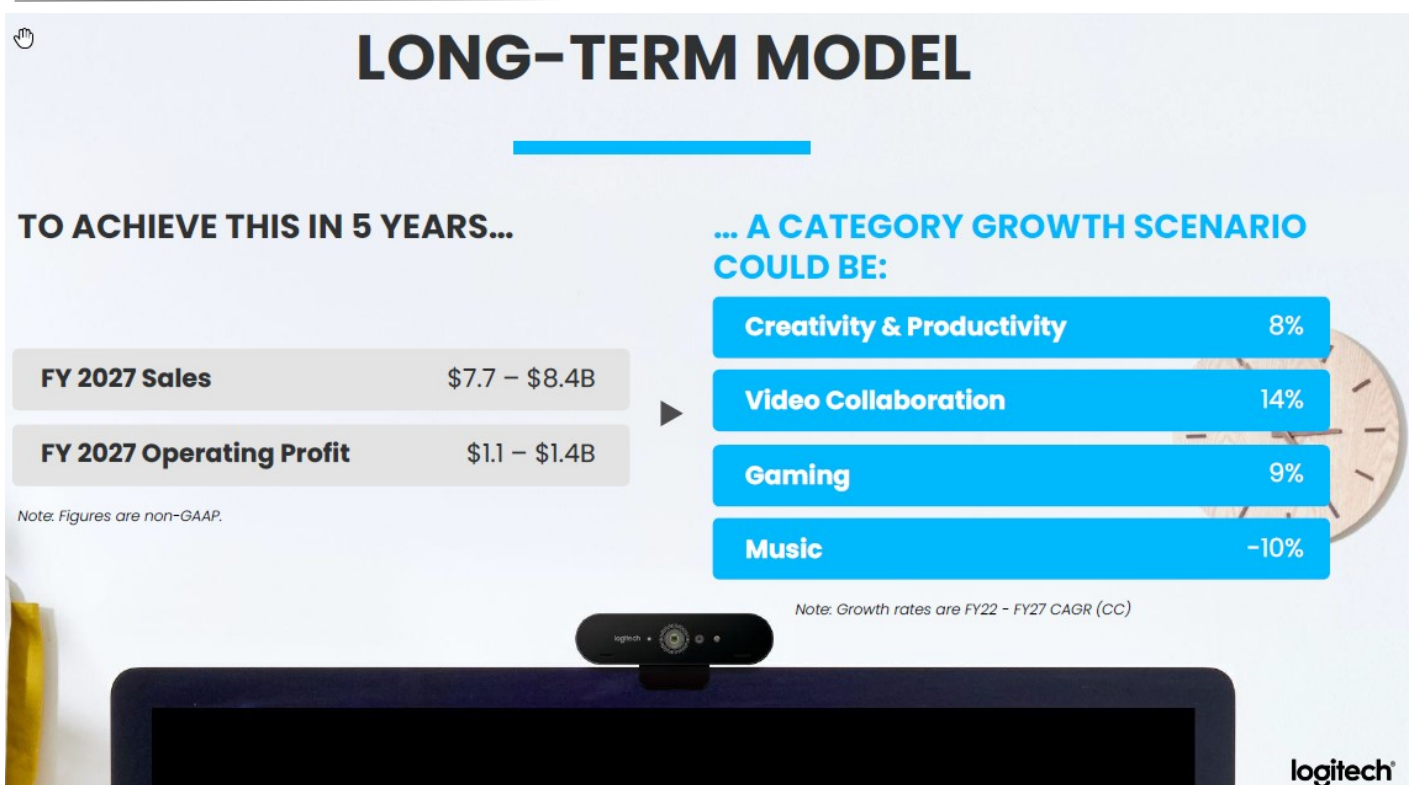 LONG-TERM MODEL
TO ACHIEVE THIS IN 5 YEARS...
FY 2027 Sales $7.7 – $8.4B
FY 2027 Operating Profit $1.1 – $1.4B
Note: Figures are non-GAAP.
... A CATEGORY GROWTH SCENARIO
COULD BE:
Creativity & Productivity 8%
Video Collaboration 14%
Gaming 9%
Music -10%
Note: Growth rates are FY22 - FY27 CAGR (CC)
logitech
logitech®